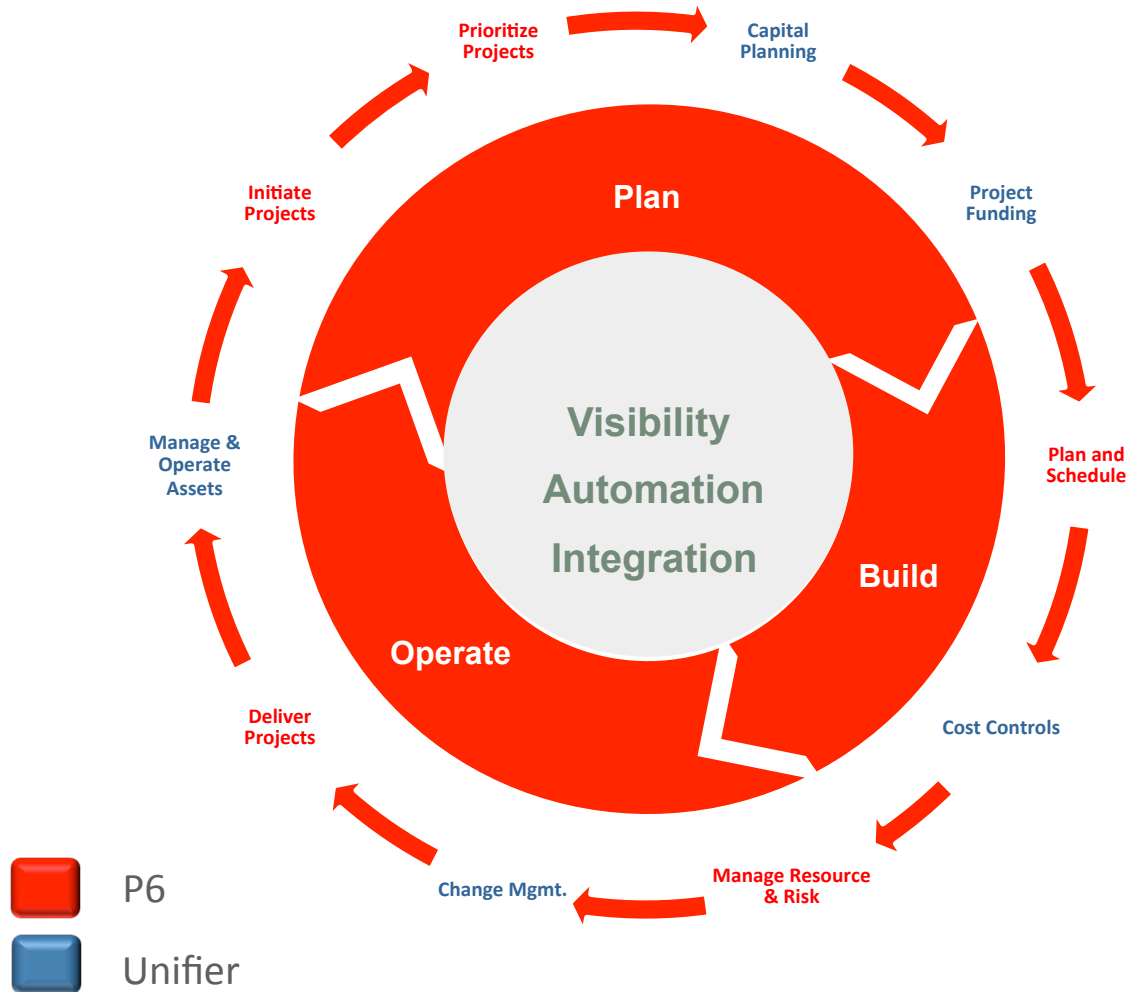 Prioritize
Projects
Capital
Planning
Initiate
Projects
Plan
Project
Funding
Visibility
Automation
Integration
Manage &
Operate
Assets
Plan and
Schedule
Build
Operate
Deliver
Projects
Cost Controls
Manage Resource
& Risk
Change Mgmt.
P6
Unifier